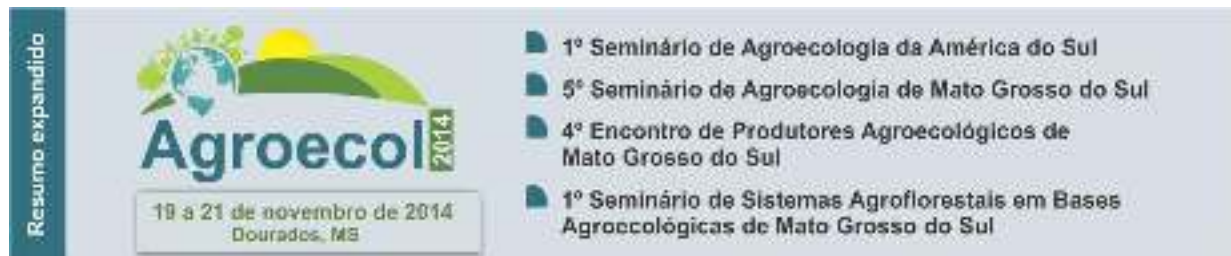 Resumo expandido
Agroecol
2014
19 a 21 de novembro de 2014
Dourados, MS
1º Seminário de Agroecologia da América do Sul
5º Seminário de Agroecologia de Mato Grosso do Sul
4º Encontro de Produtores Agroecológicos de
Mato Grosso do Sul
1º Seminário de Sistemas Agroflorestais em Bases
Agroecológicas de Mato Grosso do Sul